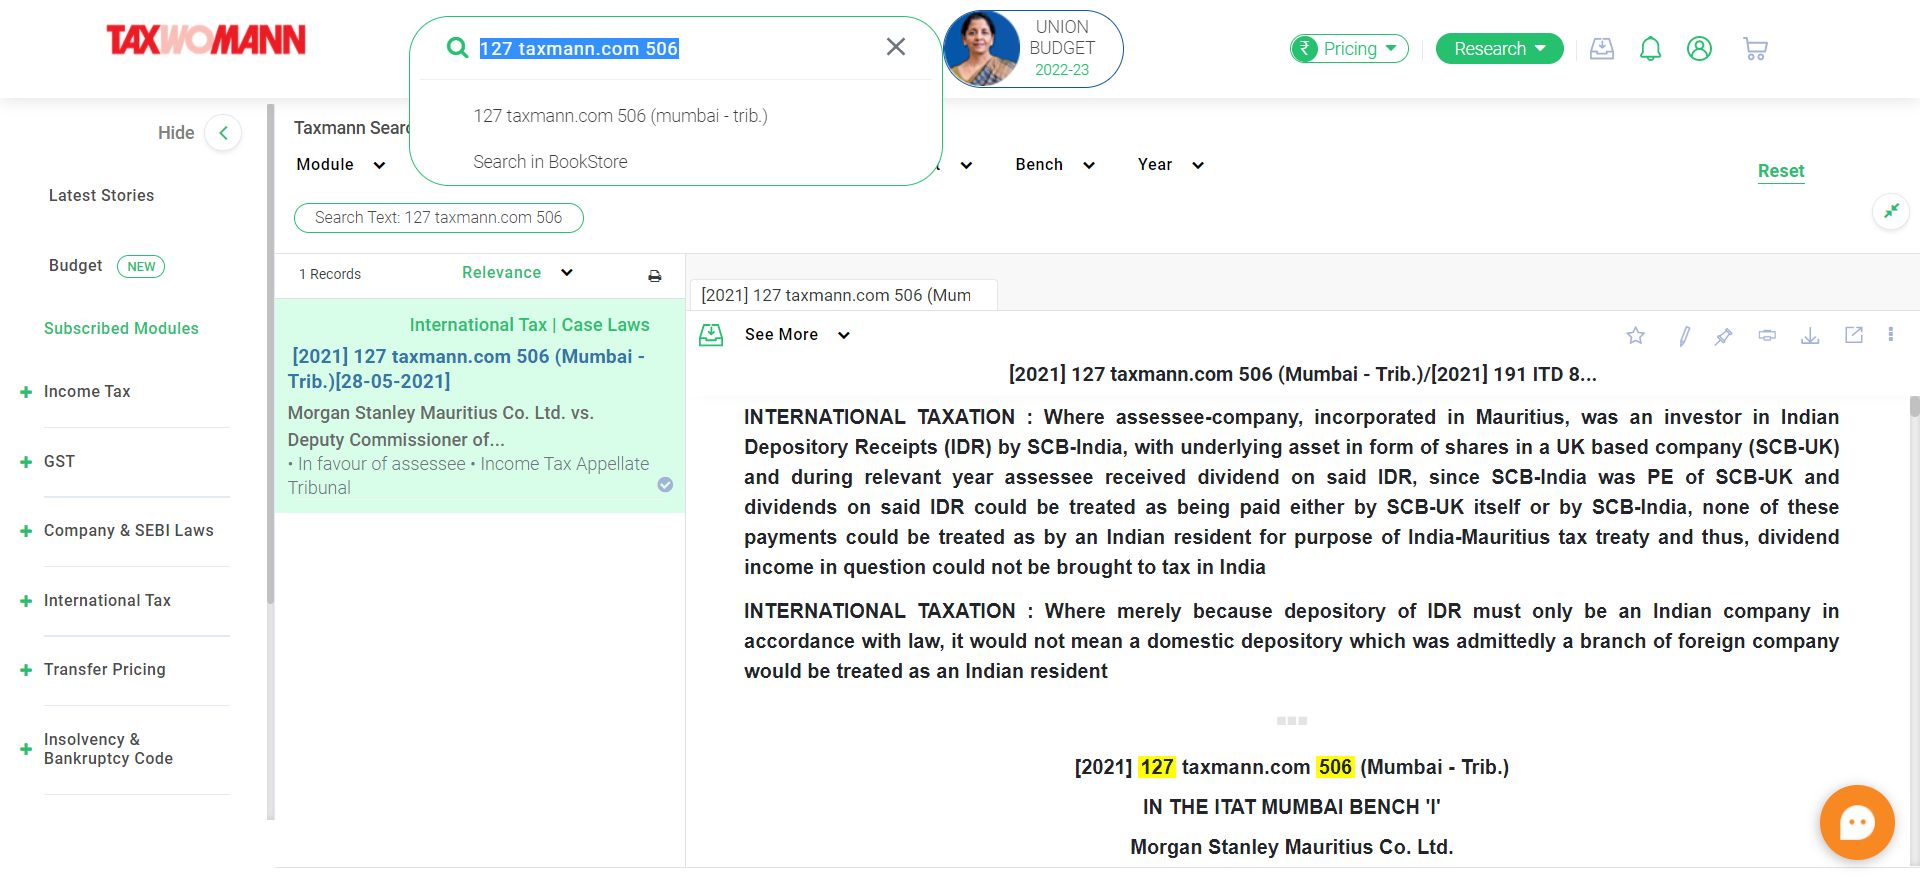 TAXWOMANN
127 taxmann.com 506
127 taxmann.com 506 (mumbai - trib.)
Search in BookStore
UNION
BUDGET
2022-23
Pricing
Research
Hide
Latest Stories
Budget NEW
Subscribed Modules
Income Tax
GST
Company & SEBI Laws
International Tax
Transfer Pricing
Insolvency &
Bankruptcy Code
Taxmann Sear
Module
Bench
Year
Reset
Search Text: 127 taxmann.com 506
1 Records
Relevance
International Tax | Case Laws
[2021] 127 taxmann.com 506 (Mumbai -
Trib.)[28-05-2021]
Morgan Stanley Mauritius Co. Ltd. vs.
Deputy Commissioner of...
• In favour of assessee • Income Tax Appellate
Tribunal
[2021] 127 taxmann.com 506 (Mum
See More
[2021] 127 taxmann.com 506 (Mumbai - Trib.)/[2021] 191 ITD 8...
INTERNATIONAL TAXATION : Where assessee-company, incorporated in Mauritius, was an investor in Indian
Depository Receipts (IDR) by SCB-India, with underlying asset in form of shares in a UK based company (SCB-UK)
and during relevant year assessee received dividend on said IDR, since SCB-India was PE of SCB-UK and
dividends on said IDR could be treated as being paid either by SCB-UK itself or by SCB-India, none of these
payments could be treated as by an Indian resident for purpose of India-Mauritius tax treaty and thus, dividend
income in question could not be brought to tax in India
INTERNATIONAL TAXATION : Where merely because depository of IDR must only be an Indian company in
accordance with law, it would not mean a domestic depository which was admittedly a branch of foreign company
would be treated as an Indian resident
[2021] 127 taxmann.com 506 (Mumbai - Trib.)
IN THE ITAT MUMBAI BENCH 'I'
Morgan Stanley Mauritius Co. Ltd.